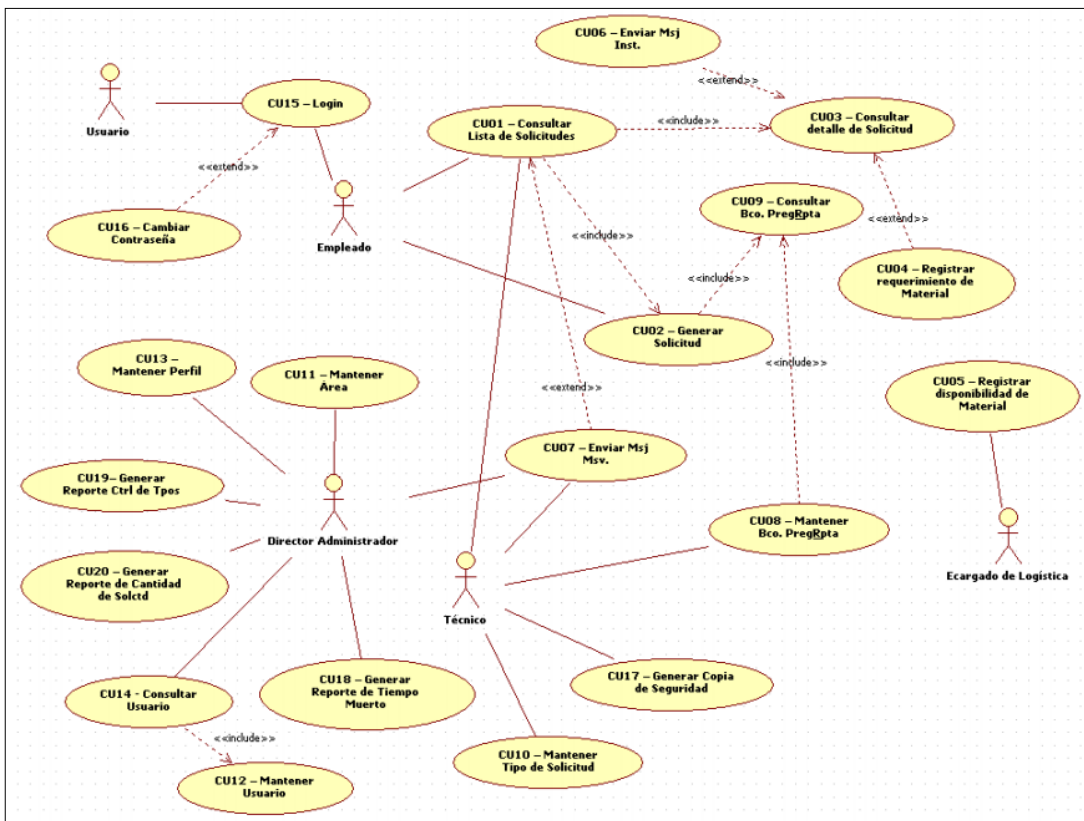 CU06 – Enviar Msj
Inst.
<<extend>>
Usuario
CU15 – Login
CU01 – Consultar
Lista de Solicitudes
<<include>>
CU03 – Consultar
detalle de Solicitud
<<extend>>
CU16 – Cambiar
Contraseña
Empleado
CU09 – Consultar
Bco. PregRpta
<<extend>>
<<include>>
<<include>>
CU04 – Registrar
requerimiento de
Material
CU02 – Generar
Solicitud
CU13 –
Mantener Perfil
CU11 – Mantener
Área
<<include>>
<<extend>>
CU05 – Registrar
disponibilidad de
Material
CU07 – Enviar Msj
Msv.
CU19– Generar
Reporte Ctrl de Tpos
Director Administrador
CU08 – Mantener
Bco. PregRpta
Ecargado de Logística
CU20 – Generar
Reporte de Cantidad
de Solctd
Técnico
CU14 - Consultar
Usuario
CU18 – Generar
Reporte de Tiempo
Muerto
CU17 – Generar Copia
de Seguridad
<<include>>
CU10 – Mantener
Tipo de Solicitud
CU12 – Mantener
Usuario